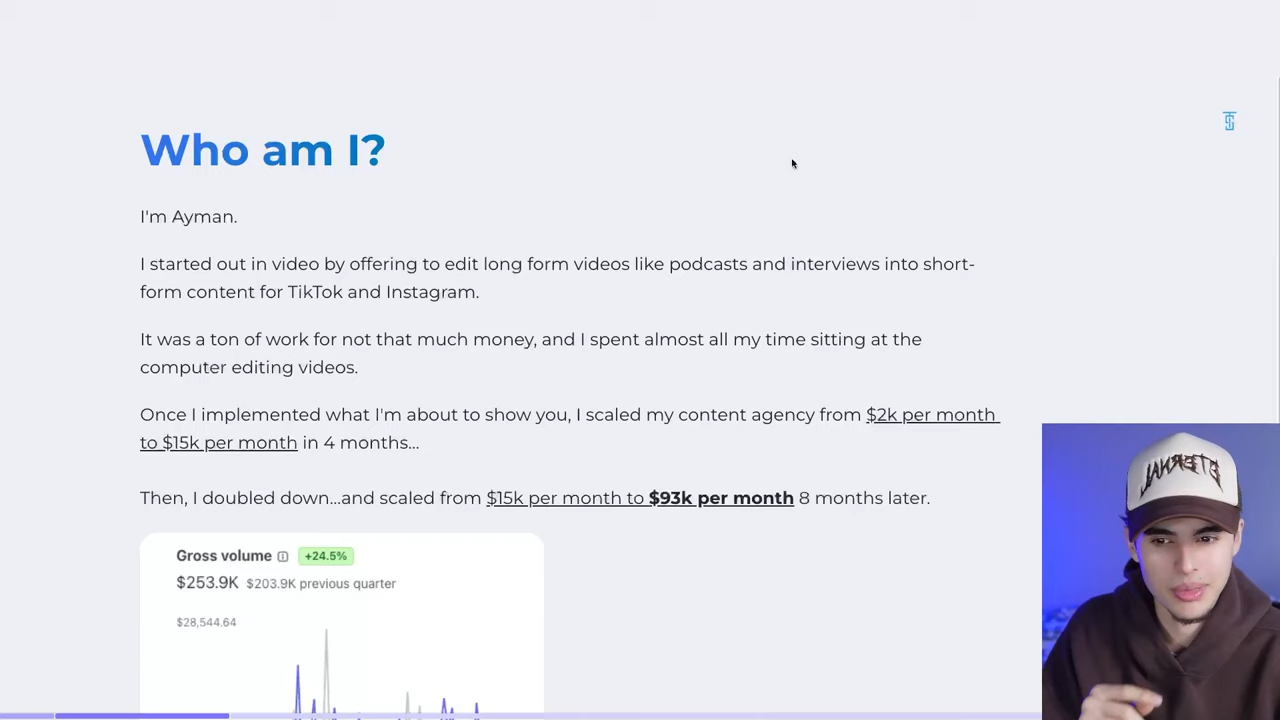 Who am I?
I'm Ayman.
I started out in video by offering to edit long form videos like podcasts and interviews into short-
form content for TikTok and Instagram.
It was a ton of work for not that much money, and I spent almost all my time sitting at the
computer editing videos.
Once I implemented what I'm about to show you, I scaled my content agency from $2k per month
to $15k per month in 4 months...
Then, I doubled down...and scaled from $15k per month to $93k per month 8 months later.
Gross volume +24.5%
$253.9K $203.9K previous quarter
$28,544.64